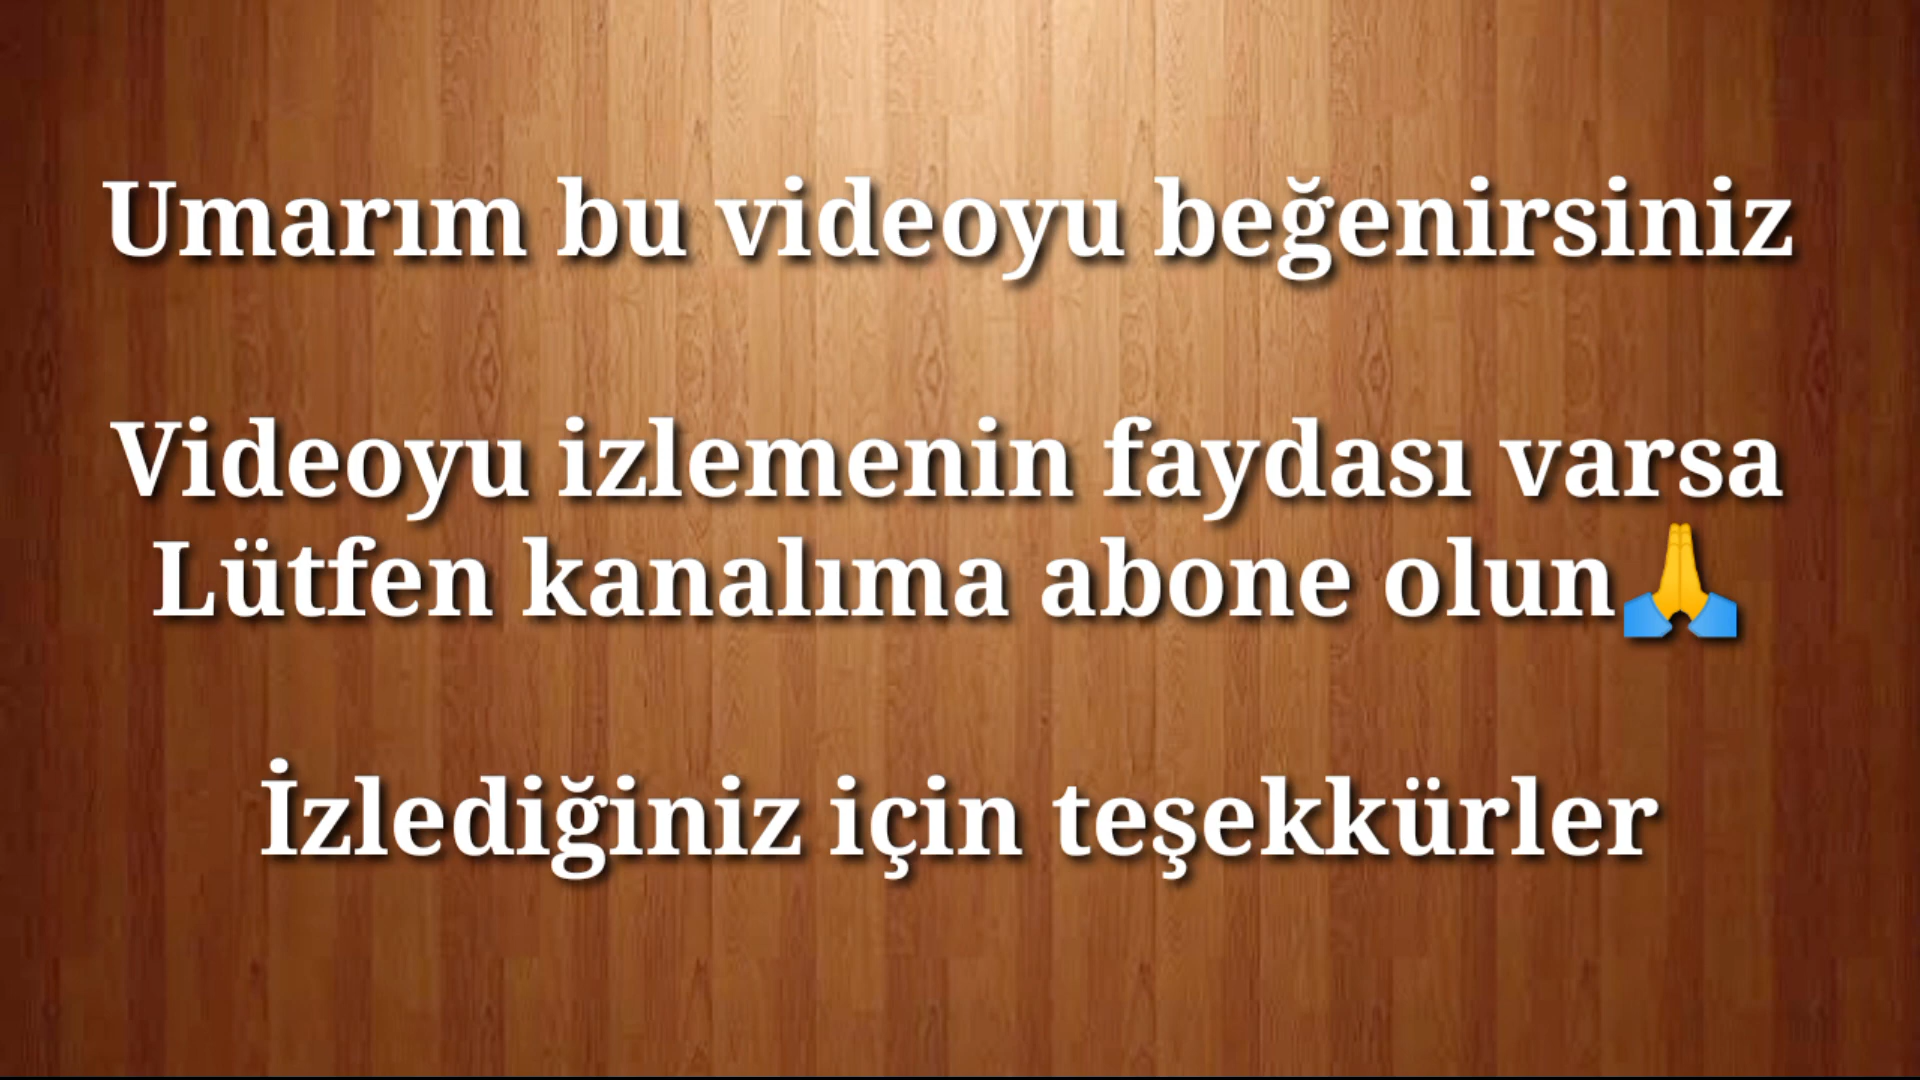 Umarım bu videoyu beğenirsiniz
Videoyu izlemenin faydası varsa
Lütfen kanalıma abone olun🙏
İzlediğiniz için teşekkürler